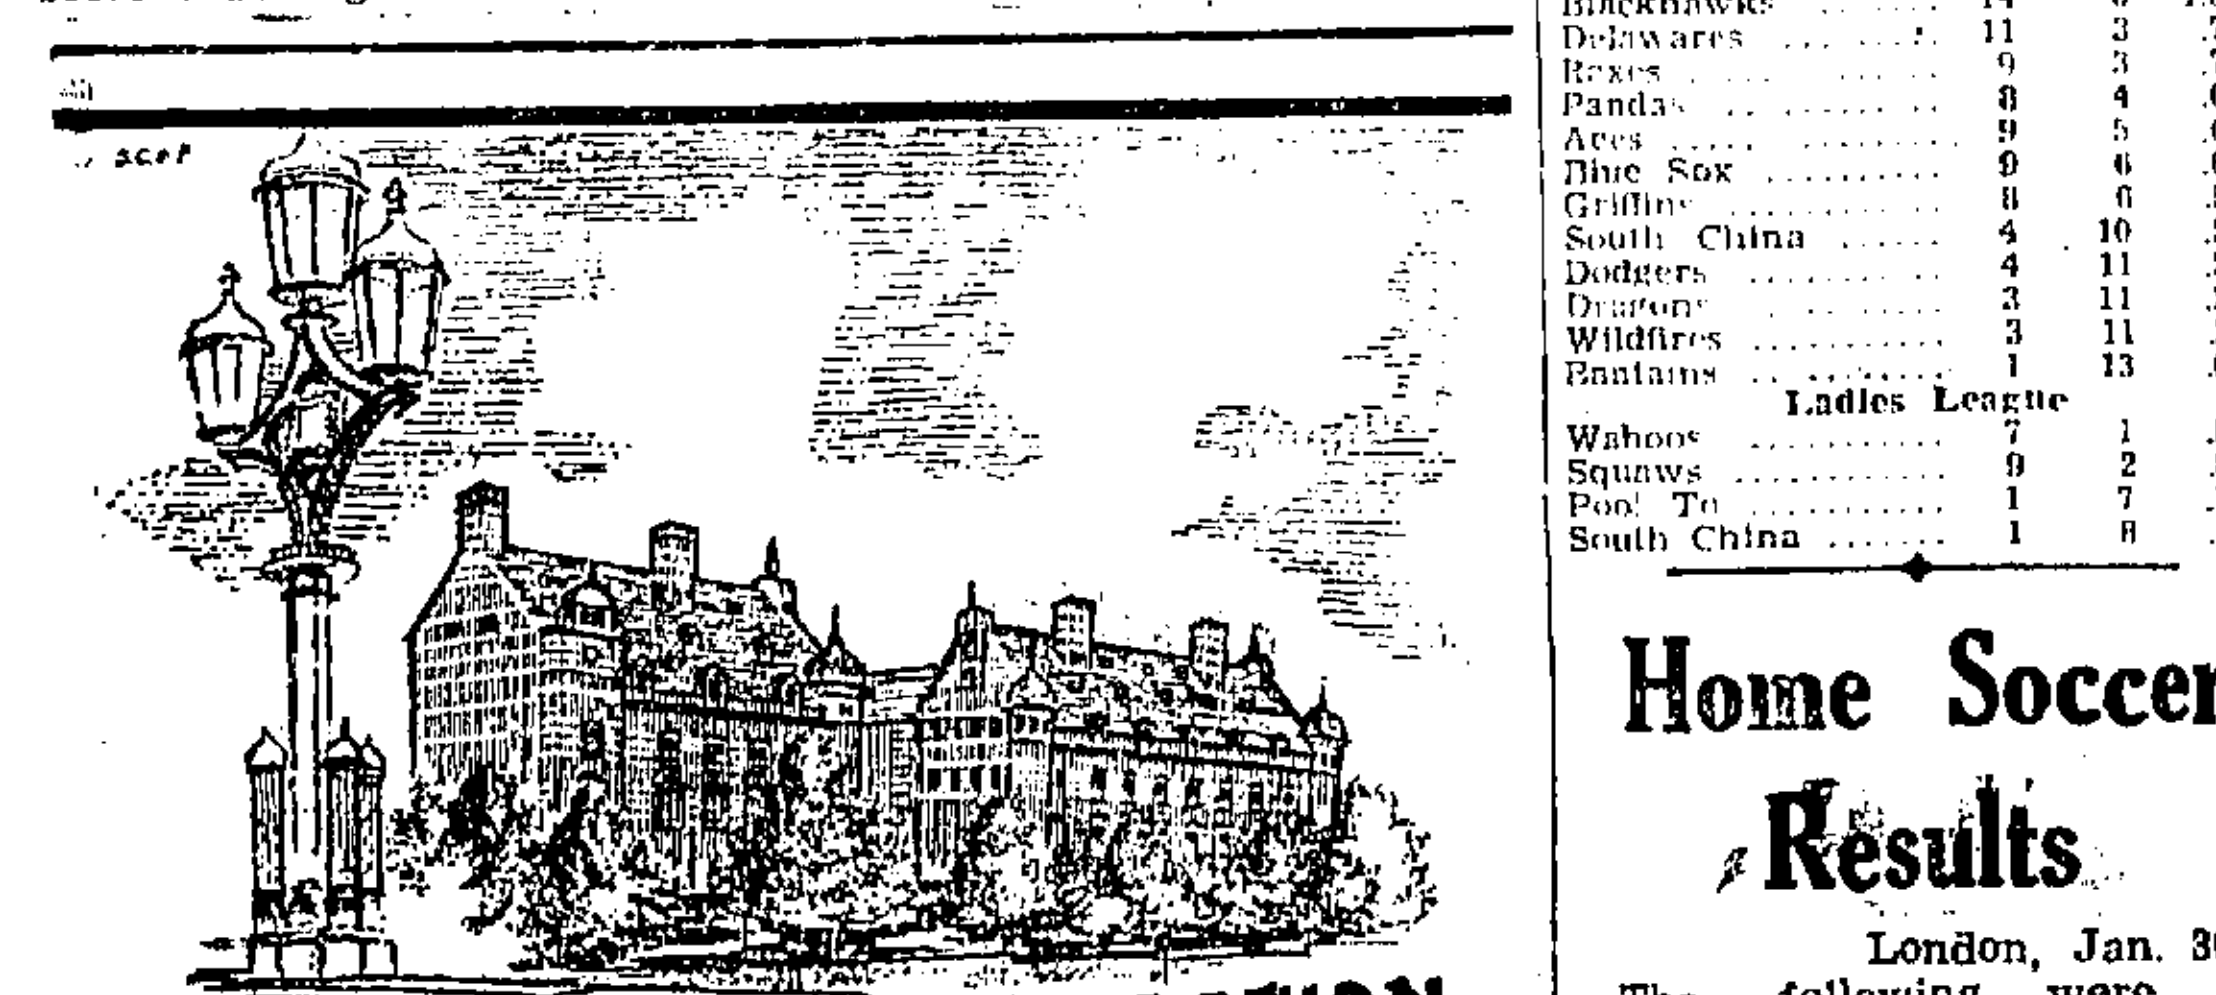 Blackhawks ....... 14
Delawares ... .... 11 3
Rexes ............ 9 3
Pandas .. ........ 8 4
Aces ..... ......... 9 5
Blue Sox .......... 9 6
Griffins ........... 8 6
South China ...... 4 10
Dodgers .......... 4 11
Dragons ......... 3 11
Wildfires ........... 3 11
Bantams .. ........ 1 13
Ladies League
Wahoos ........... 7 1
Squaws ............ 9 2
Pool To ........... 1 7
South China ....... 1 8
Home Soccer
Results
London, Jan.
The following were